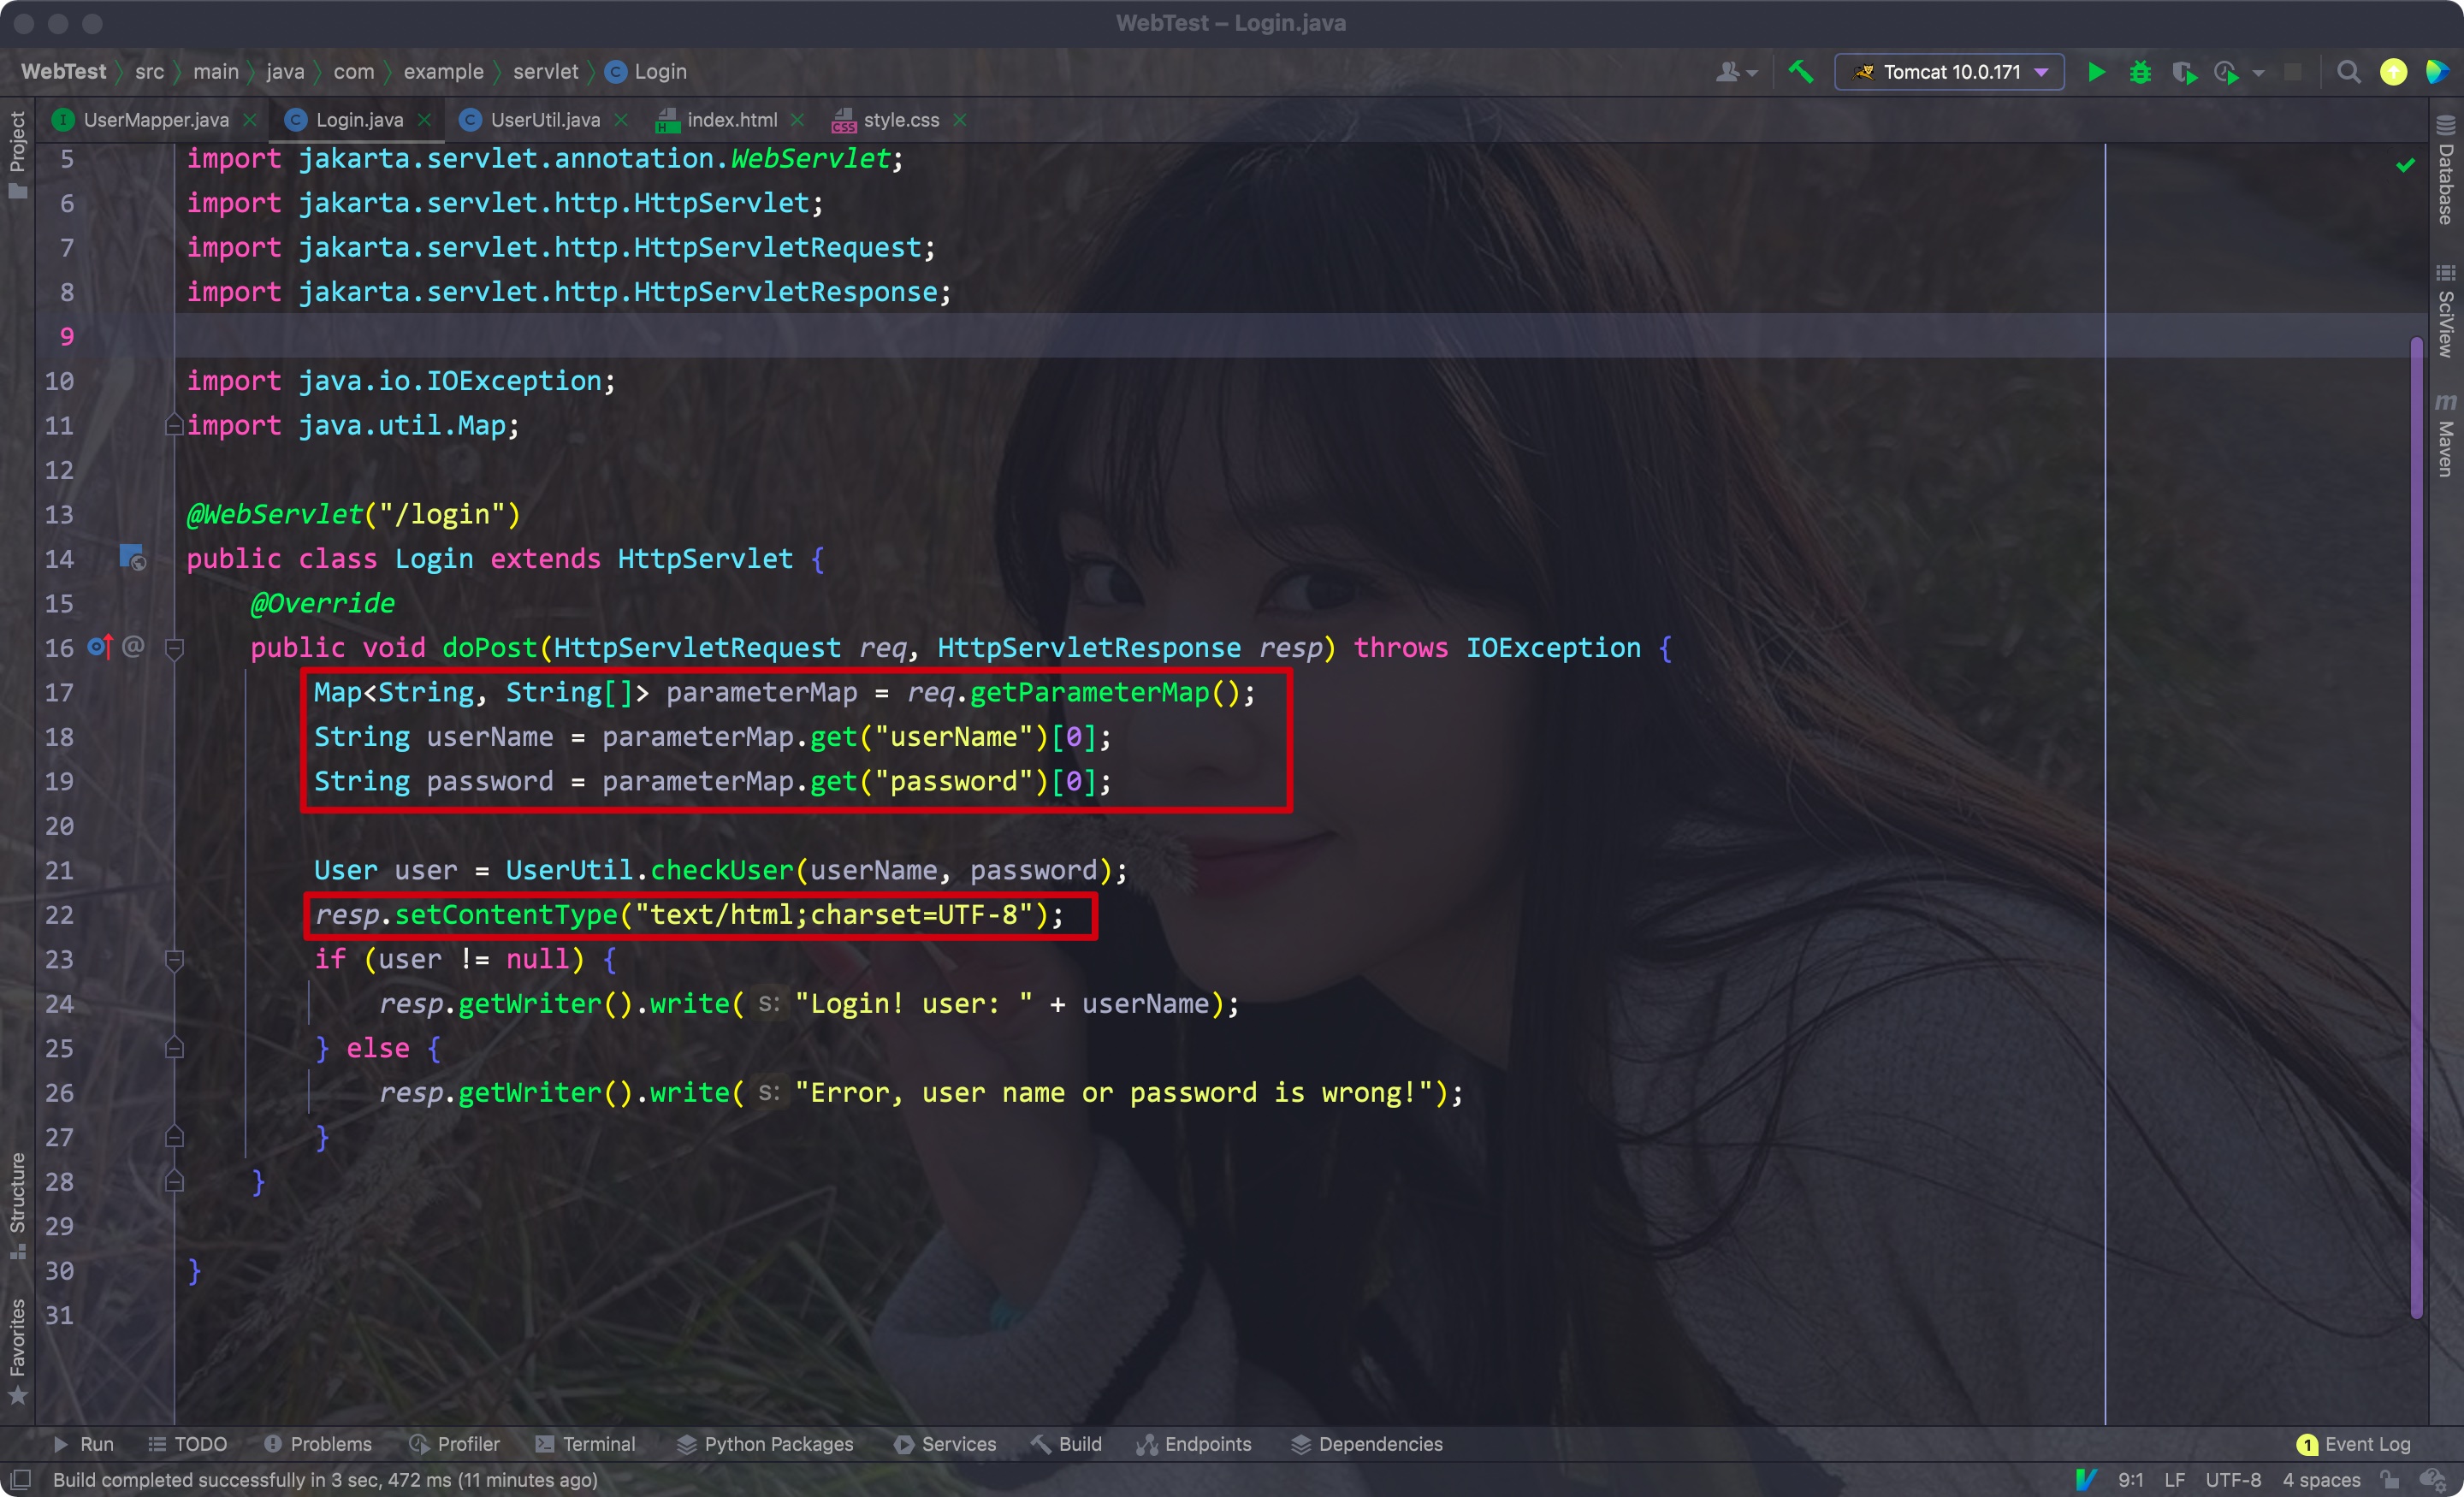 WebTest – Login.java
WebTest src main java com example servlet Login
Tomcat 10.0.171
UserMapper.java Login.java UserUtil.java index.html style.css
Project
Structure
Favorites
Database
SciView
Maven
5 import jakarta.servlet.annotation.WebServlet;
6 import jakarta.servlet.http.HttpServlet;
7 import jakarta.servlet.http.HttpServletRequest;
8 import jakarta.servlet.http.HttpServletResponse;
9
10 import java.io.IOException;
11 import java.util.Map;
12
13 @WebServlet("/login")
14 public class Login extends HttpServlet {
15 @Override
16 public void doPost(HttpServletRequest req, HttpServletResponse resp) throws IOException {
17 Map<String, String[]> parameterMap = req.getParameterMap();
18 String userName = parameterMap.get("userName")[0];
19 String password = parameterMap.get("password")[0];
20
21 User user = UserUtil.checkUser(userName, password);
22 resp.setContentType("text/html;charset=UTF-8");
23 if (user != null) {
24 resp.getWriter().write( s: "Login! user: " + userName);
25 } else {
26 resp.getWriter().write( s: "Error, user name or password is wrong!");
27 }
28 }
29
30 }
31
Run TODO Problems Profiler Terminal Python Packages Services Build Endpoints Dependencies 1 Event Log
Build completed successfully in 3 sec, 472 ms (11 minutes ago) 9:1 LF UTF-8 4 spaces